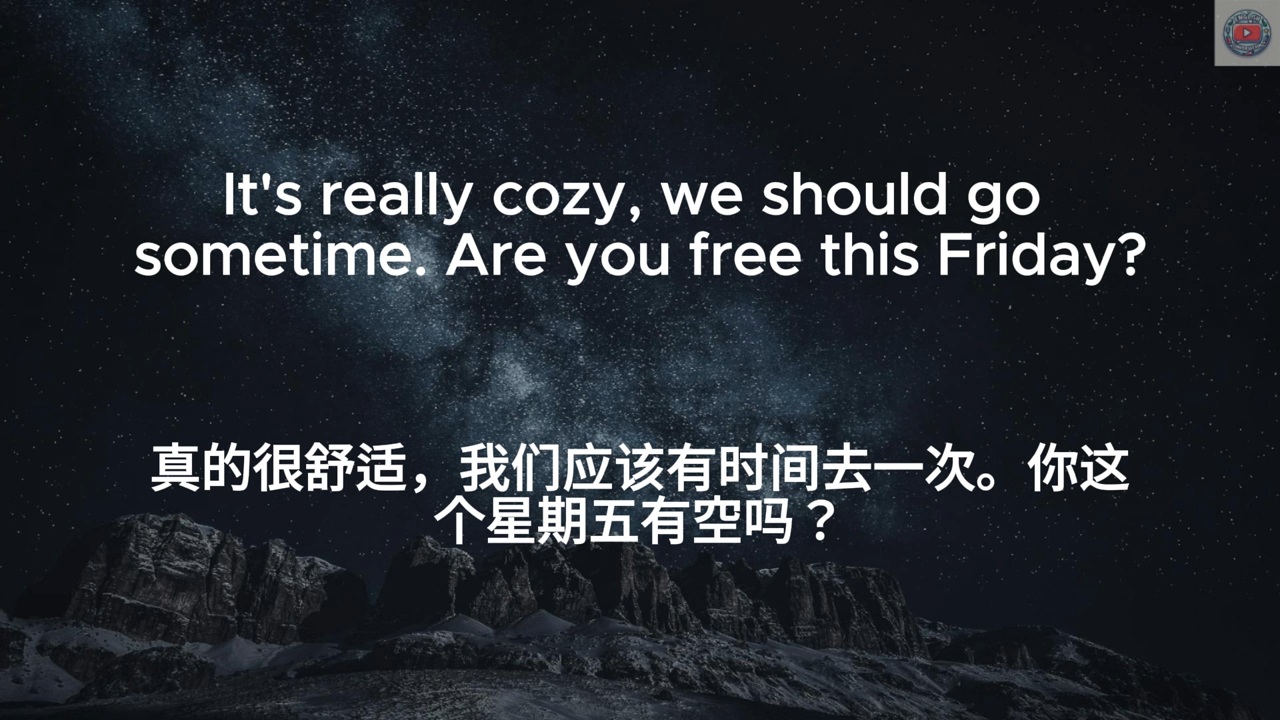 It's really cozy, we should go
sometime. Are you free this Friday?
真的很舒适，我们应该有时间去一次。你这
个星期五有空吗？